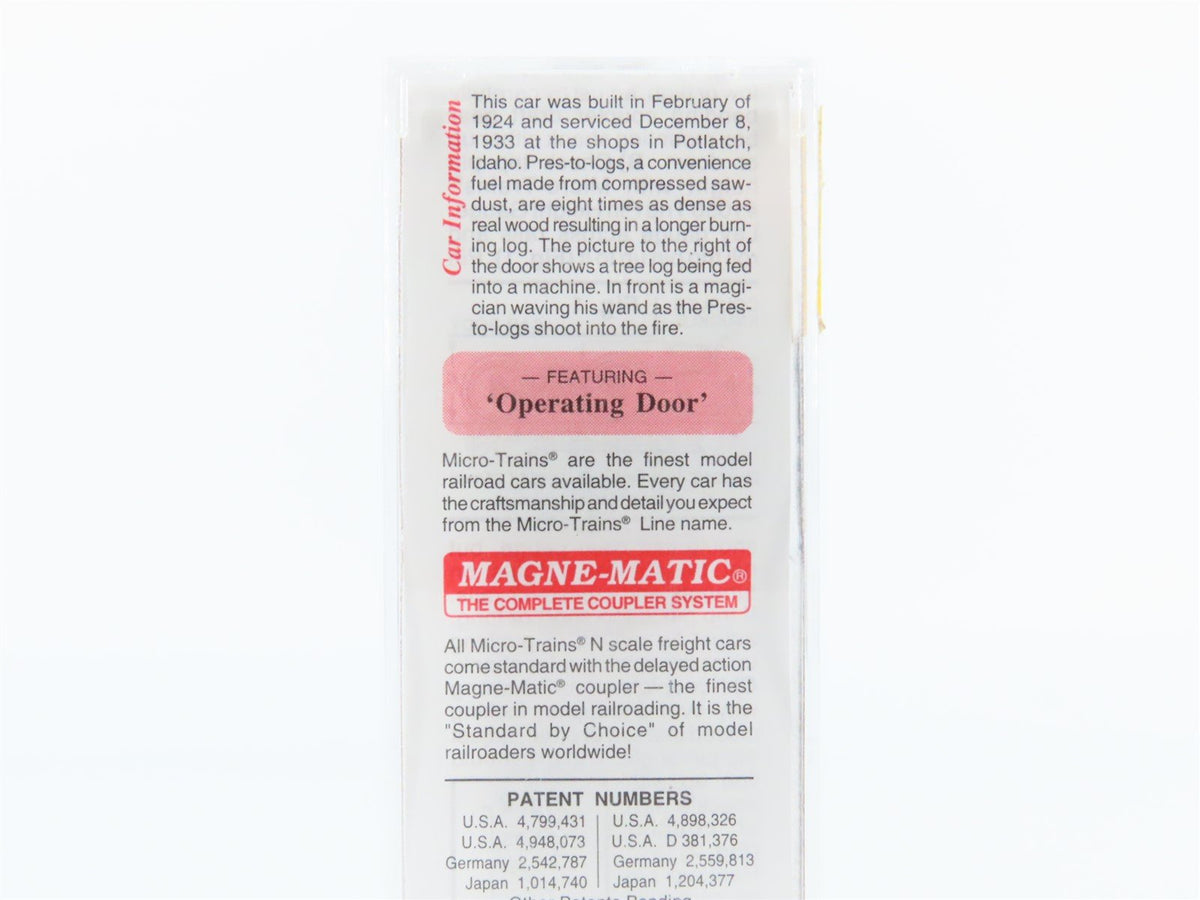 Car Information
This car was built in February of
1924 and serviced December 8,
1933 at the shops in Potlatch,
Idaho. Pres-to-logs, a convenience
fuel made from compressed saw-
dust, are eight times as dense as
real wood resulting in a longer burn-
ing log. The picture to the right of
the door shows a tree log being fed
into a machine. In front is a magi-
cian waving his wand as the Pres-
to-logs shoot into the fire.
— FEATURING —
‘Operating Door’
Micro-Trains® are the finest model
railroad cars available. Every car has
the craftsmanship and detail you expect
from the Micro-Trains® Line name.
MAGNE-MATIC®
THE COMPLETE COUPLER SYSTEM
All Micro-Trains® N scale freight cars
come standard with the delayed action
Magne-Matic® coupler — the finest
coupler in model railroading. It is the
"Standard by Choice" of model
railroaders worldwide!
PATENT NUMBERS
U.S.A. 4,799,431 U.S.A. 4,898,326
U.S.A. 4,948,073 U.S.A. D 381,376
Germany 2,542,787 Germany 2,559,813
Japan 1,014,740 Japan 1,204,377
Other Patents Pending